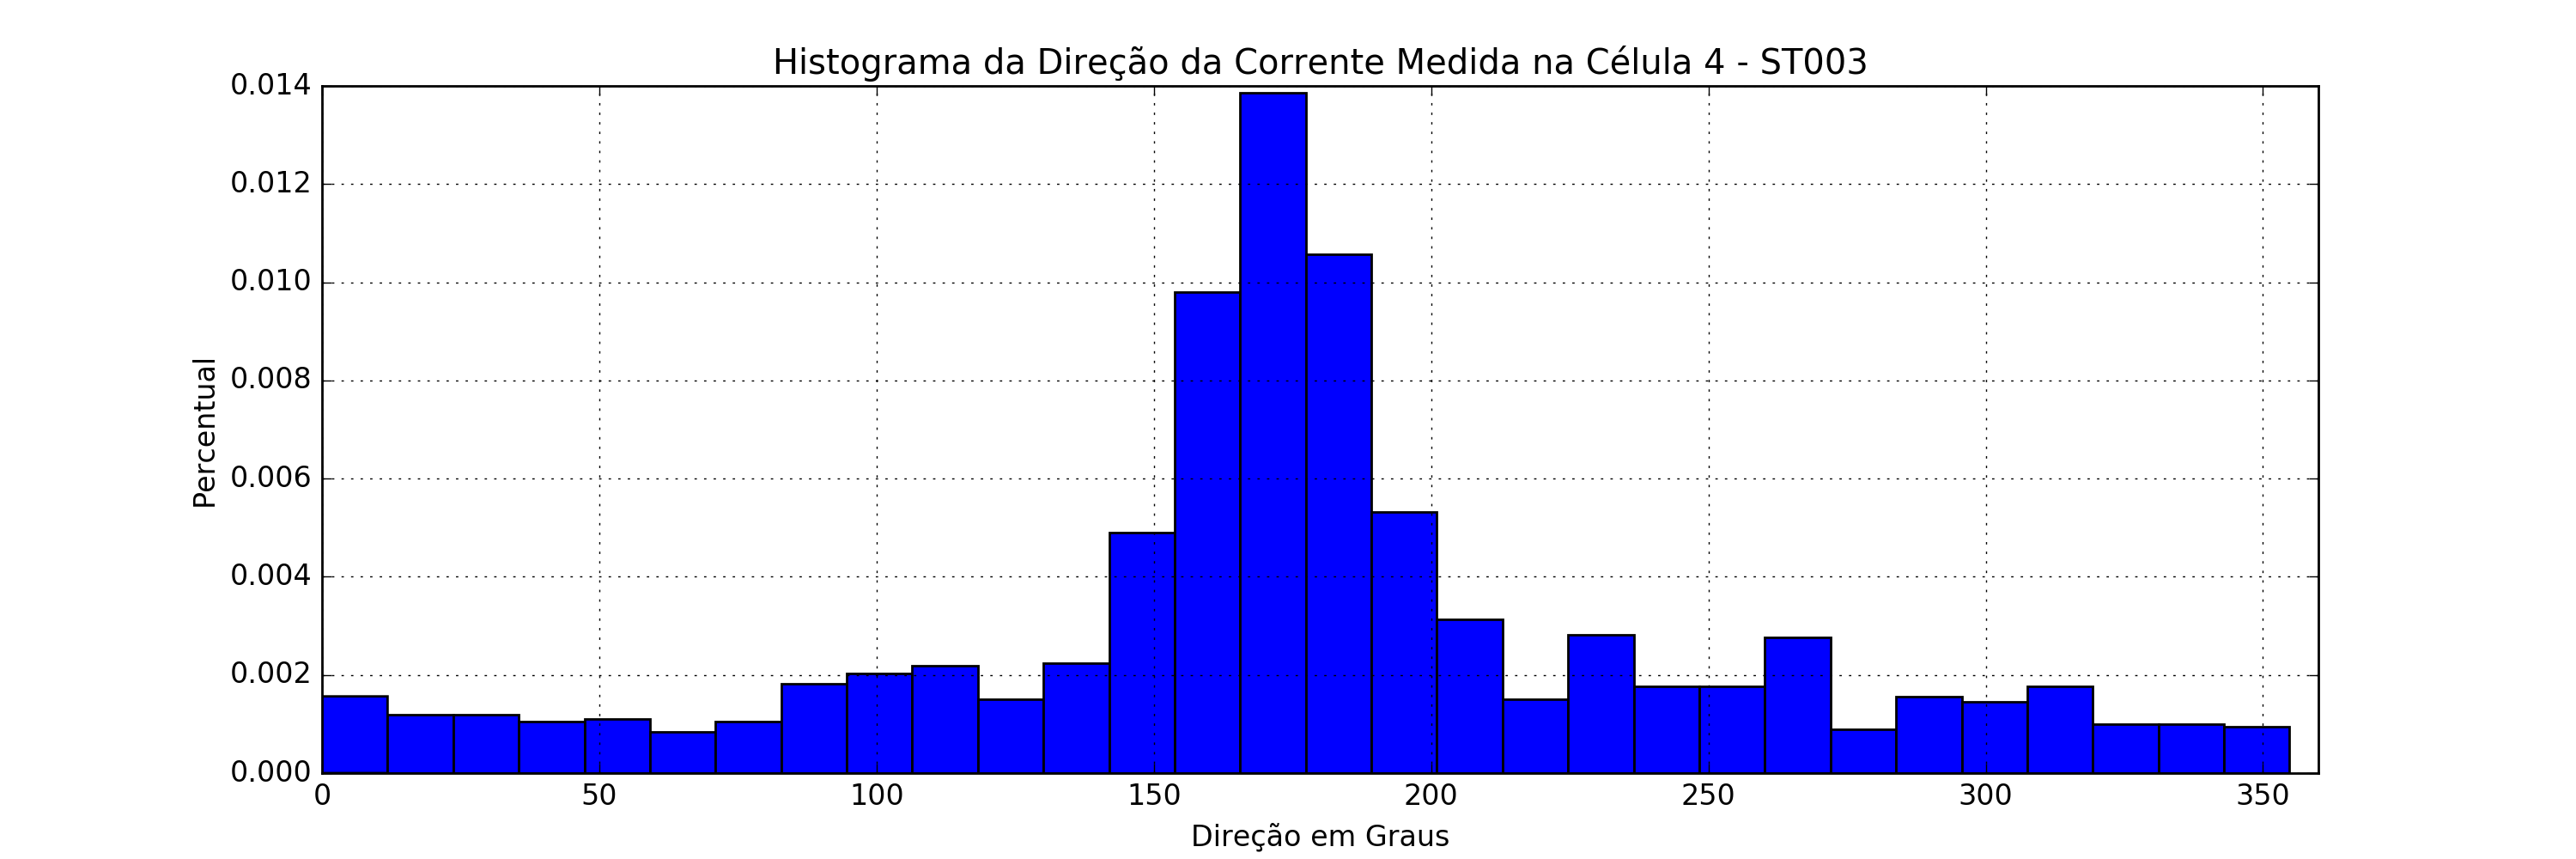 Histograma da Direção da Corrente Medida na Célula 4 - ST003
0.014
0.012
0.010
0.008
0.006
0.004
0.002
0.000
Percentual
0 50 100 150 200 250 300 350
Direção em Graus